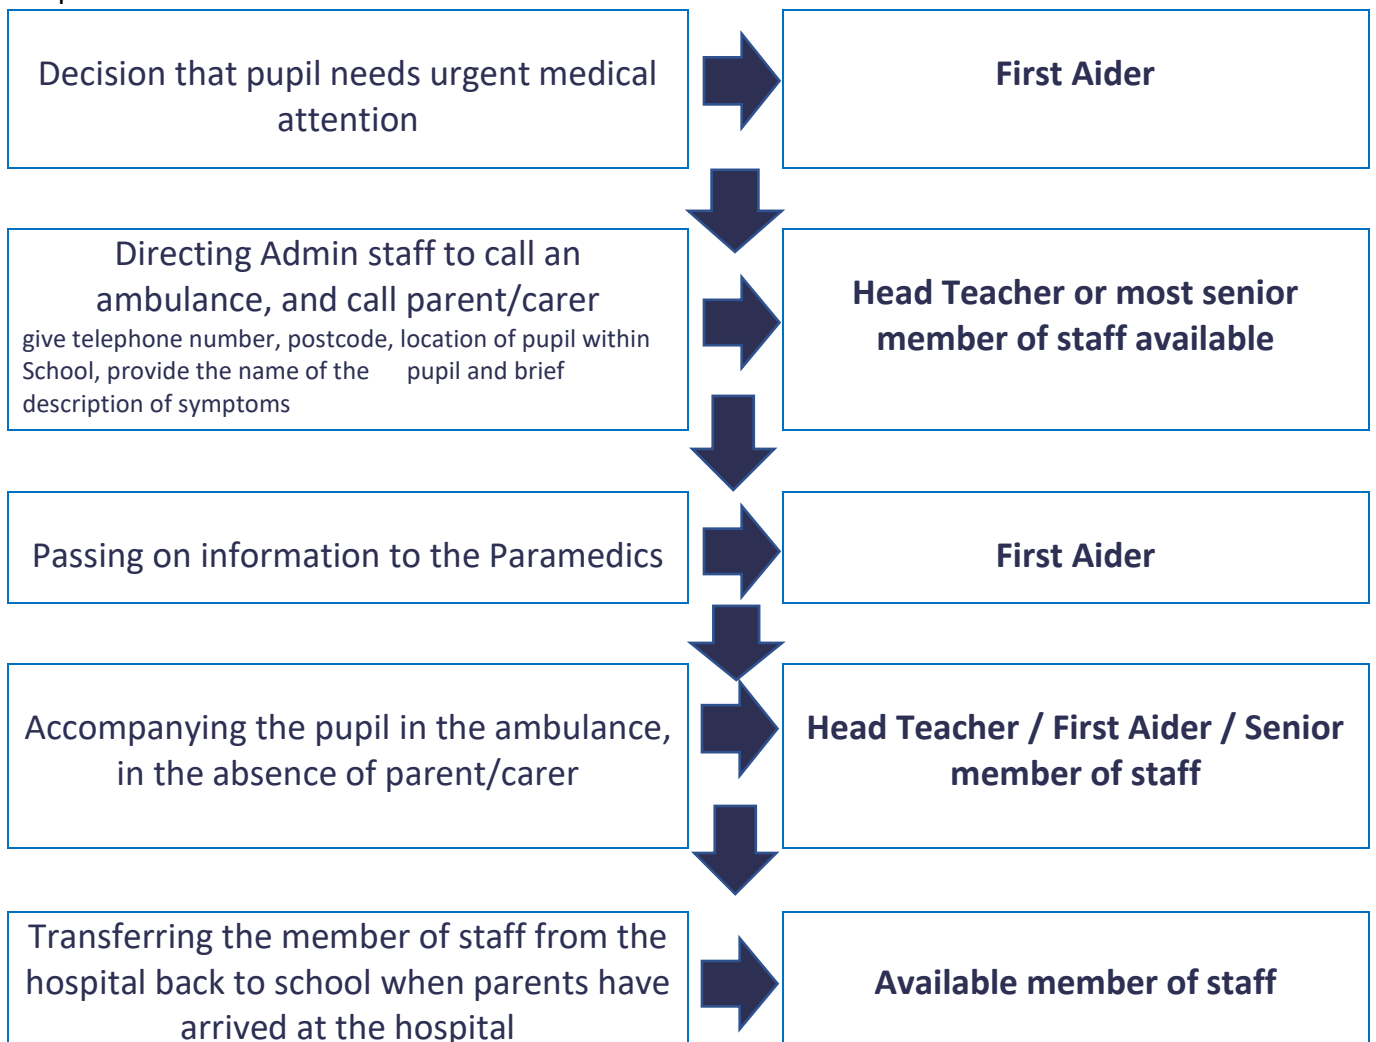 Decision that pupil needs urgent medical
attention
First Aider
Directing Admin staff to call an
ambulance, and call parent/carer
give telephone number, postcode, location of pupil within
School, provide the name of the pupil and brief
description of symptoms
Head Teacher or most senior
member of staff available
Passing on information to the Paramedics
First Aider
Accompanying the pupil in the ambulance,
in the absence of parent/carer
Head Teacher / First Aider / Senior
member of staff
Transferring the member of staff from the
hospital back to school when parents have
arrived at the hospital
Available member of staff